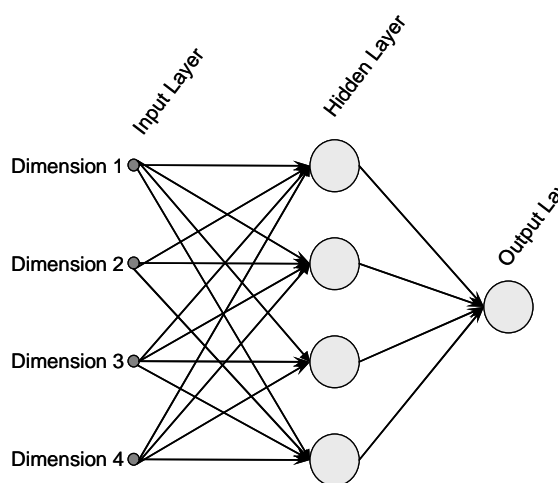 Input Layer
Hidden Layer
Output Lay
Dimension 1
Dimension 2
Dimension 3
Dimension 4